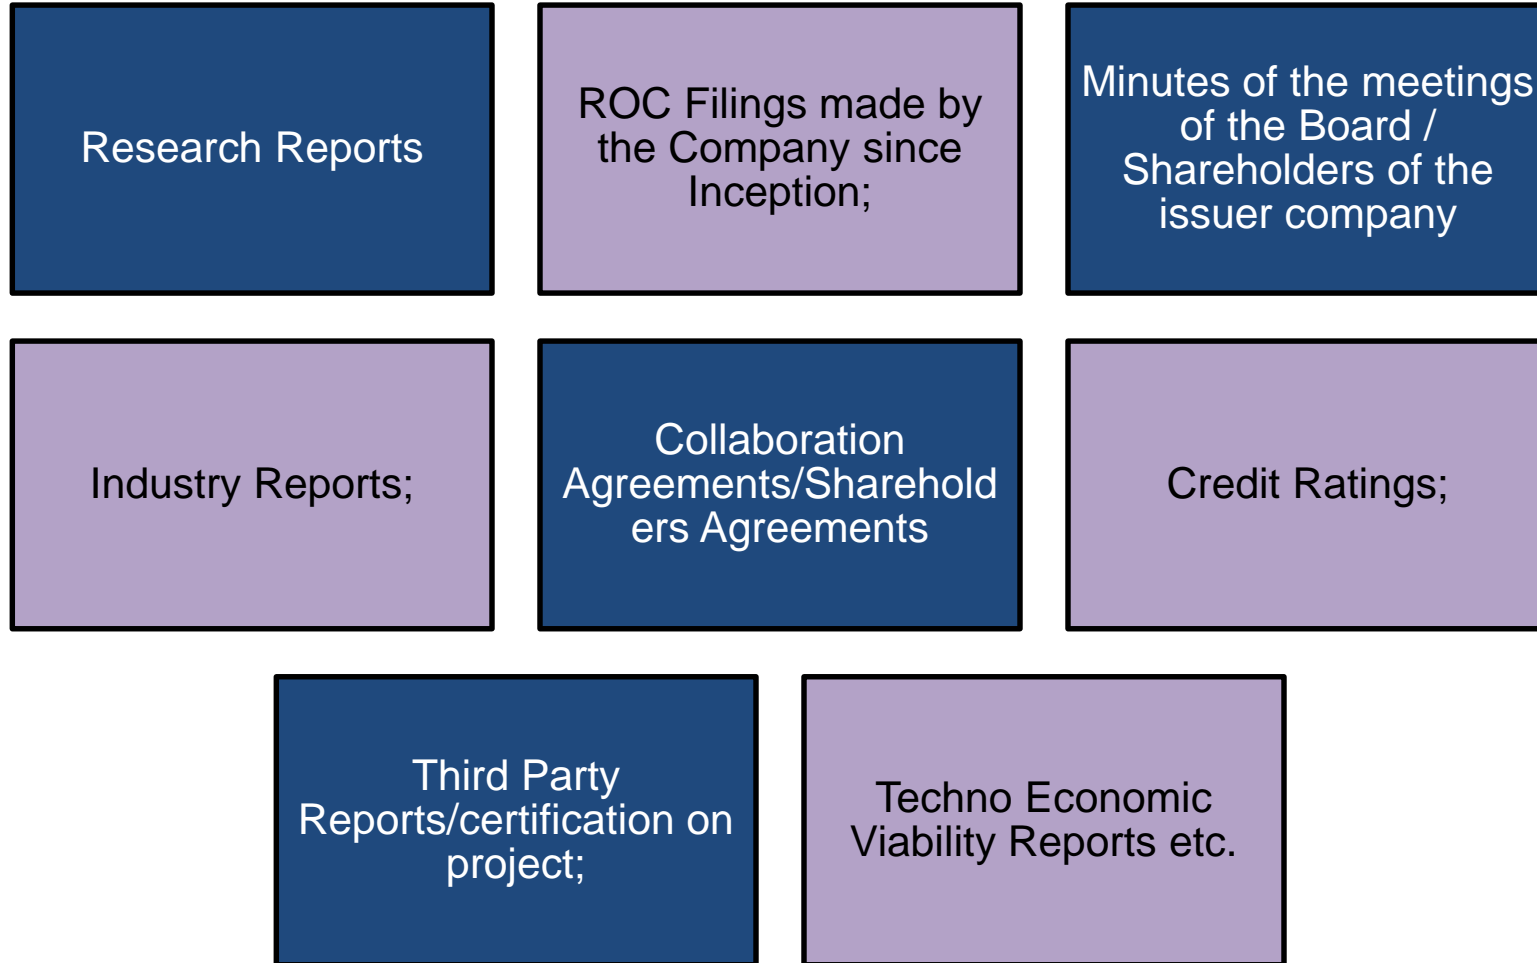 Research Reports
ROC Filings made by
the Company since
Inception;
Minutes of the meetings
of the Board /
Shareholders of the
issuer company
Industry Reports;
Collaboration
Agreements/Sharehold
ers Agreements
Credit Ratings;
Third Party
Reports/certification on
project;
Techno Economic
Viability Reports etc.